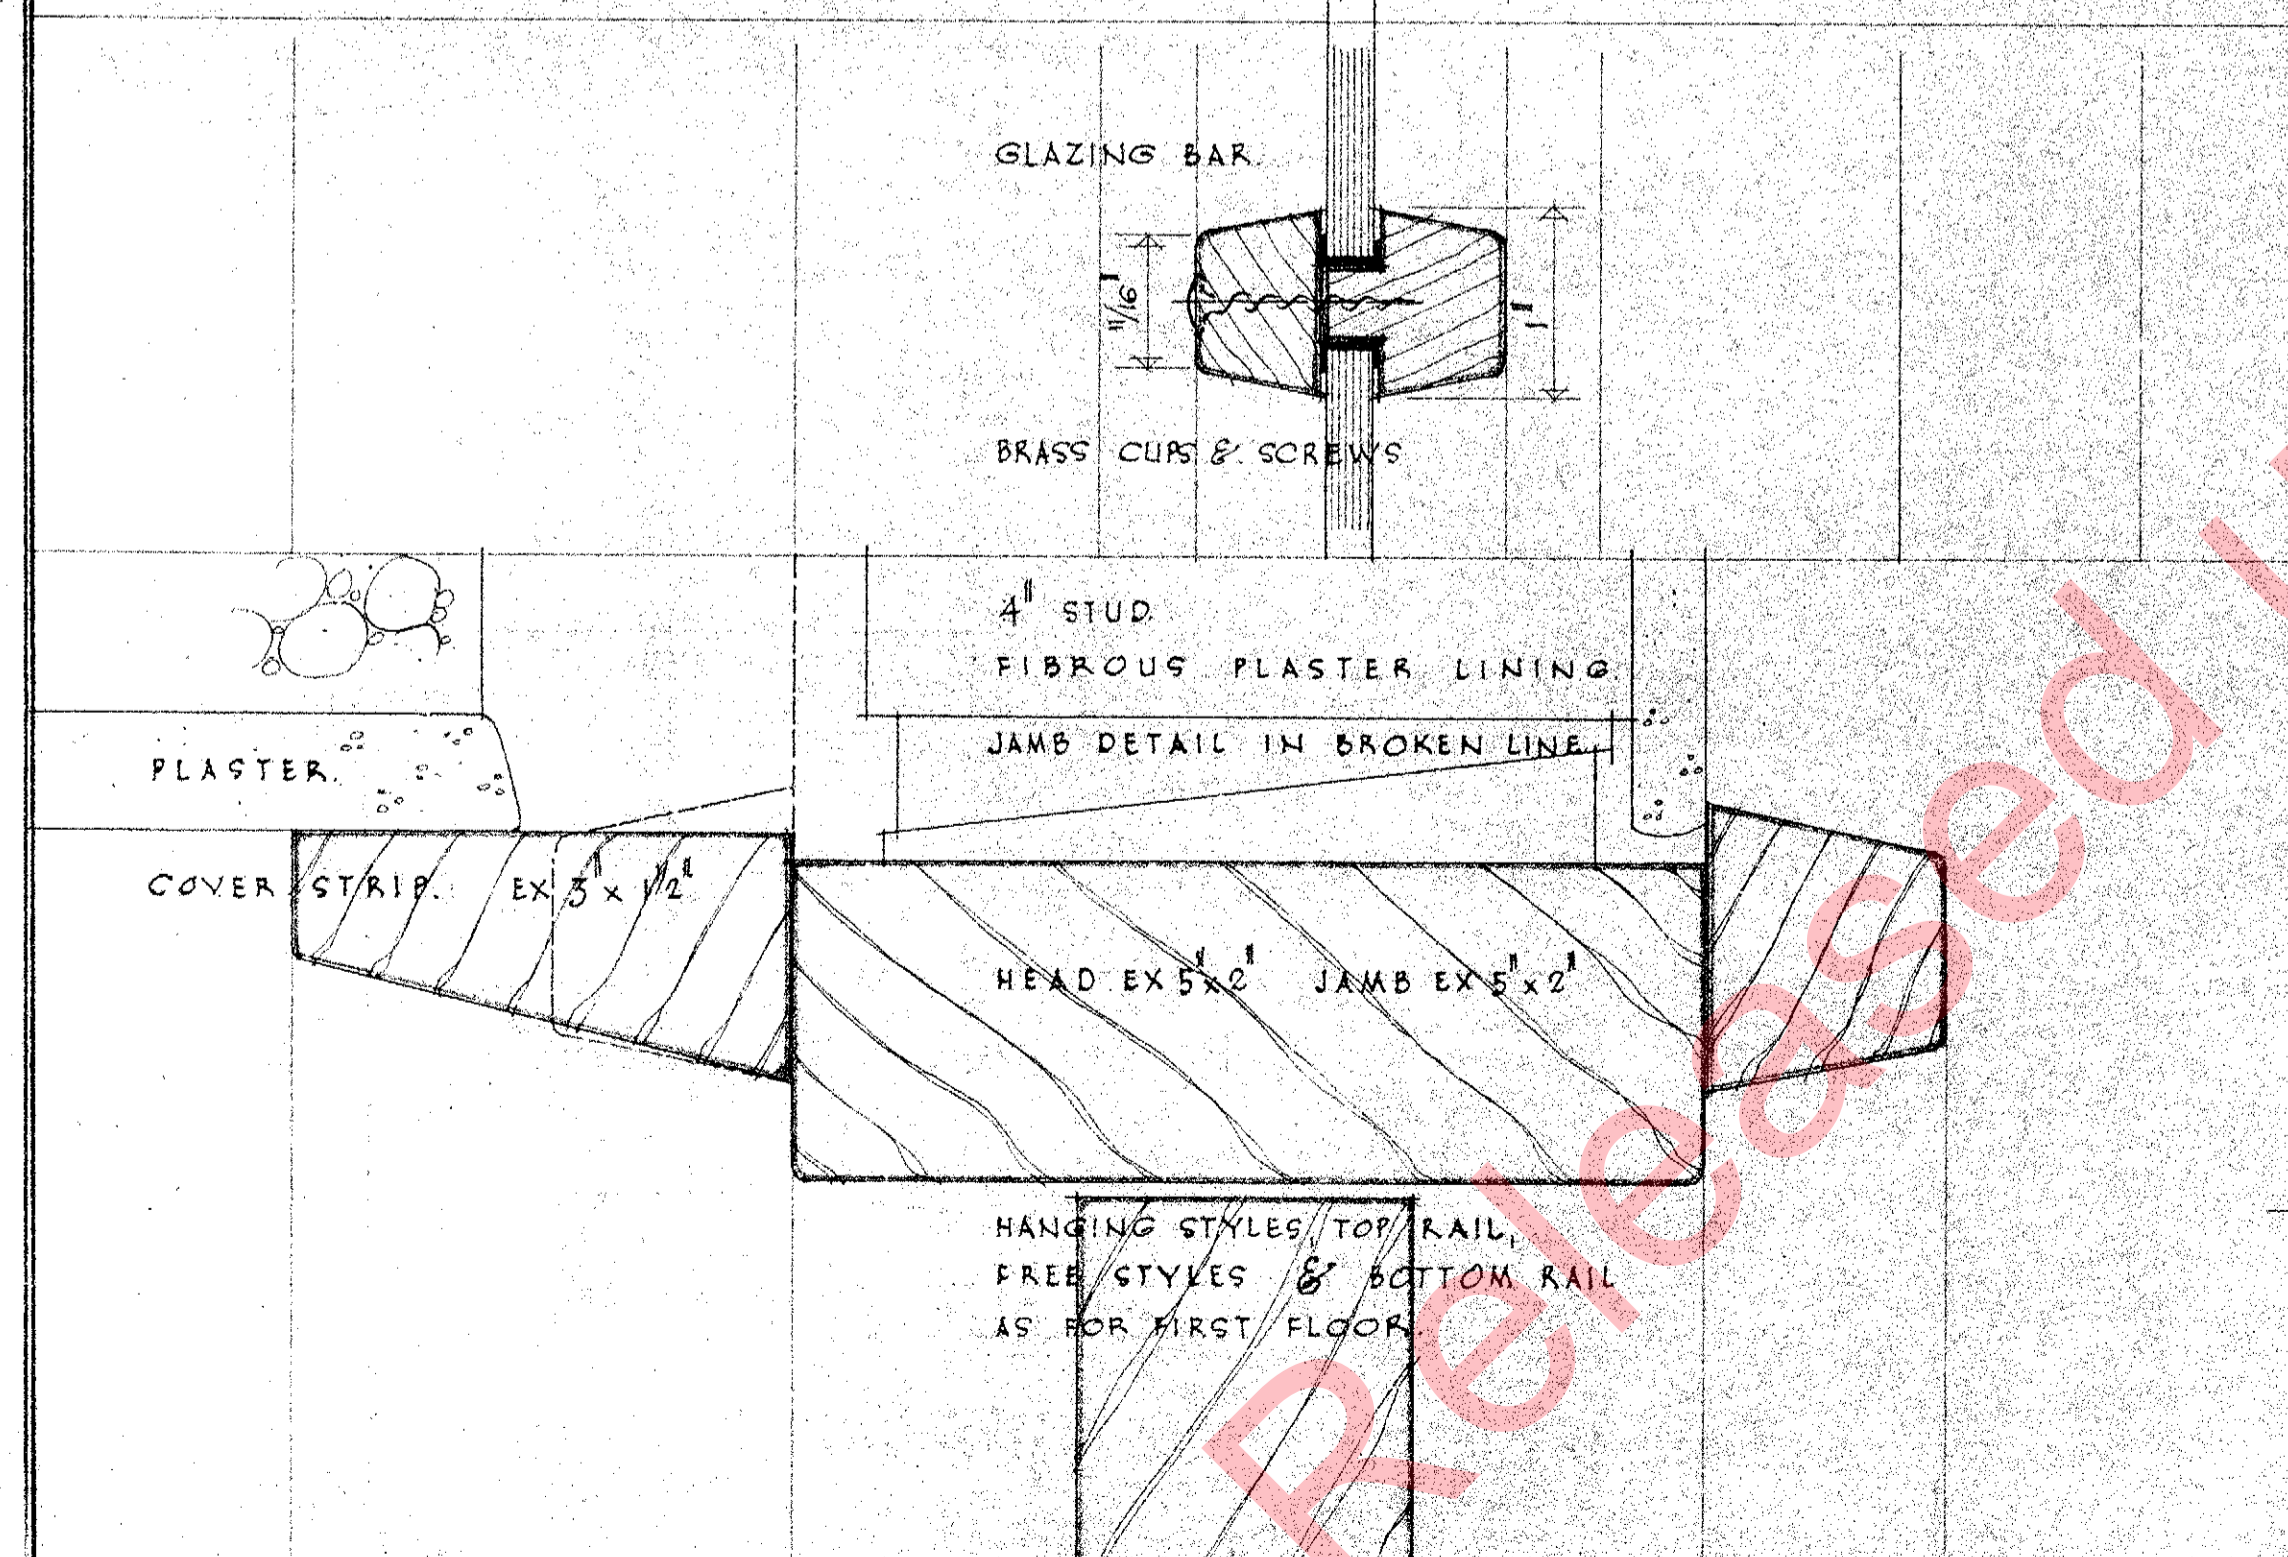 GLAZING BAR.
11/16"
1"
BRASS CUPS & SCREWS
4" STUD.
FIBROUS PLASTER LINING.
JAMB DETAIL IN BROKEN LINE
PLASTER.
COVER STRIP. EX 3" x 1 1/2"
HEAD EX 5" x 2" JAMB EX 5" x 2"
HANGING STYLES, TOP RAIL,
FREE STYLES & BOTTOM RAIL
AS FOR FIRST FLOOR.
Released